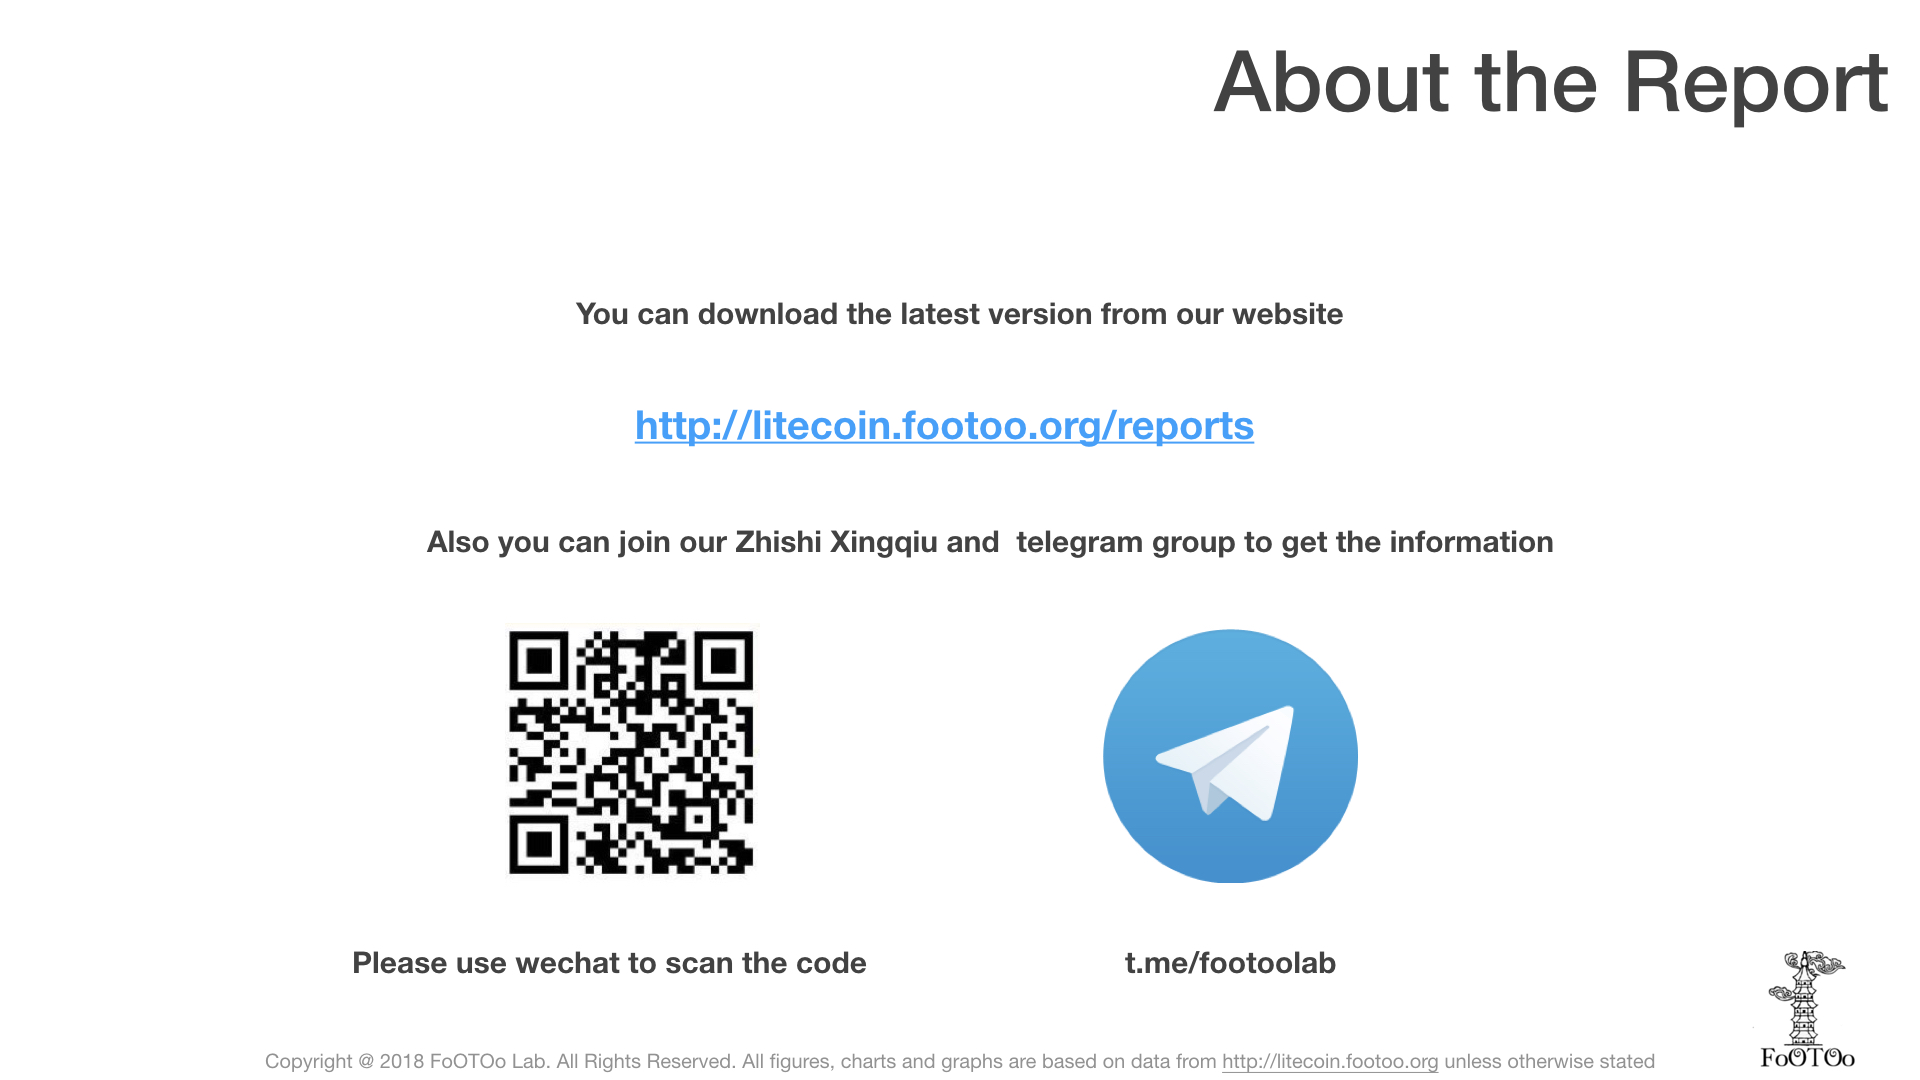 About the Report
You can download the latest version from our website
http://litecoin.footoo.org/reports
Also you can join our Zhishi Xingqiu and  telegram group to get the information
Please use wechat to scan the code
t.me/footoolab
FoOTOo
Copyright @ 2018 FoOTOo Lab. All Rights Reserved. All figures, charts and graphs are based on data from http://litecoin.footoo.org unless otherwise stated